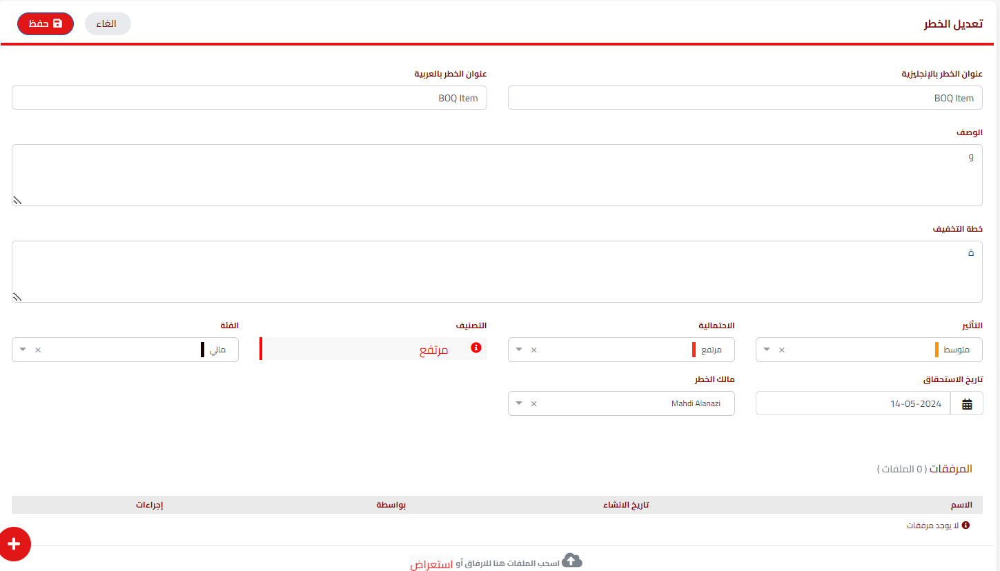 تعديل الخطر
الغاء
حفظ
عنوان الخطر بالإنجليزية
عنوان الخطر بالعربية
BOQ Item
BOQ Item
الوصف
و
خطة التخفيف
ة
التأثير
الاحتمالية
التصنيف
الفئة
متوسط
مرتفع
مرتفع
مالي
تاريخ الاستحقاق
مالك الخطر
14-05-2024
Mahdi Alanazi
المرفقات ( 0 الملفات )
الاسم
تاريخ الانشاء
بواسطة
إجراءات
لا يوجد مرفقات
اسحب الملفات هنا للارفاق أو استعراض